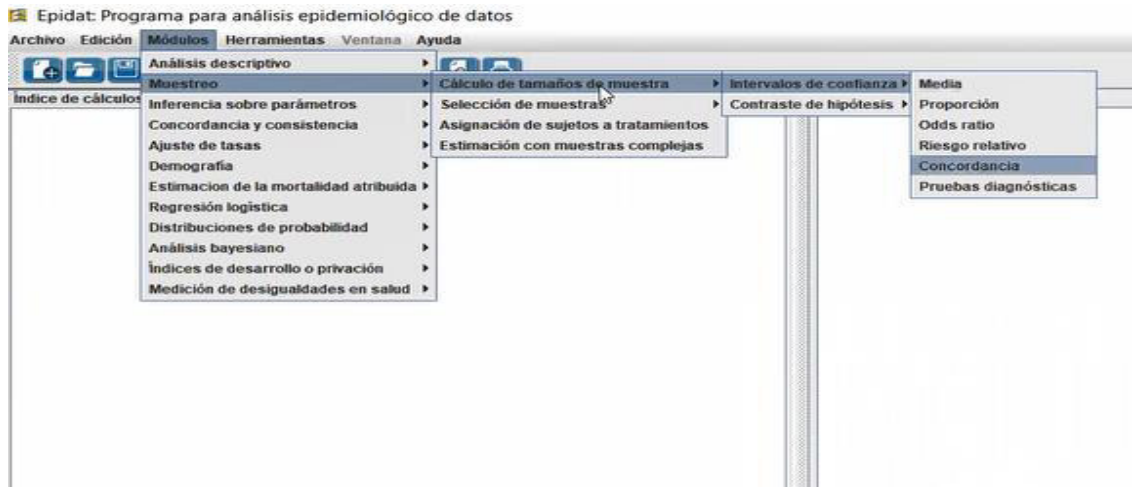 Epidat: Programa para análisis epidemiológico de datos
Archivo Edición Módulos Herramientas Ventana Ayuda
Índice de cálculos
Análisis descriptivo
Muestreo
Inferencia sobre parámetros
Concordancia y consistencia
Ajuste de tasas
Demografía
Estimacion de la mortalidad atribuida
Regresión logística
Distribuciones de probabilidad
Análisis bayesiano
Índices de desarrollo o privación
Medición de desigualdades en salud
Cálculo de tamaños de muestra
Selección de muestras
Asignación de sujetos a tratamientos
Estimación con muestras complejas
Intervalos de confianza
Contraste de hipótesis
Media
Proporción
Odds ratio
Riesgo relativo
Concordancia
Pruebas diagnósticas